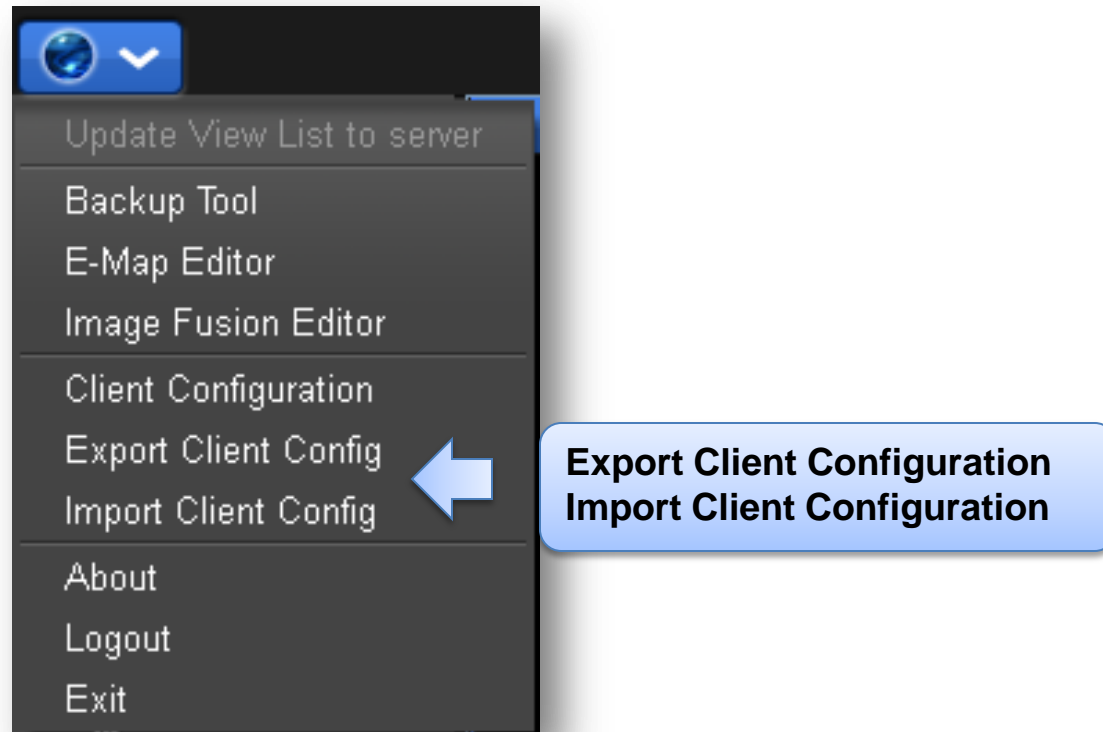 Update View List to server
Backup Tool
E-Map Editor
Image Fusion Editor
Client Configuration
Export Client Config
Import Client Config
About
Logout
Exit
Export Client Configuration
Import Client Configuration